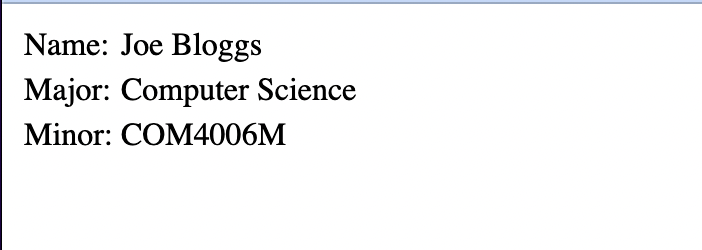 Name: Joe Bloggs
Major: Computer Science
Minor: COM4006M